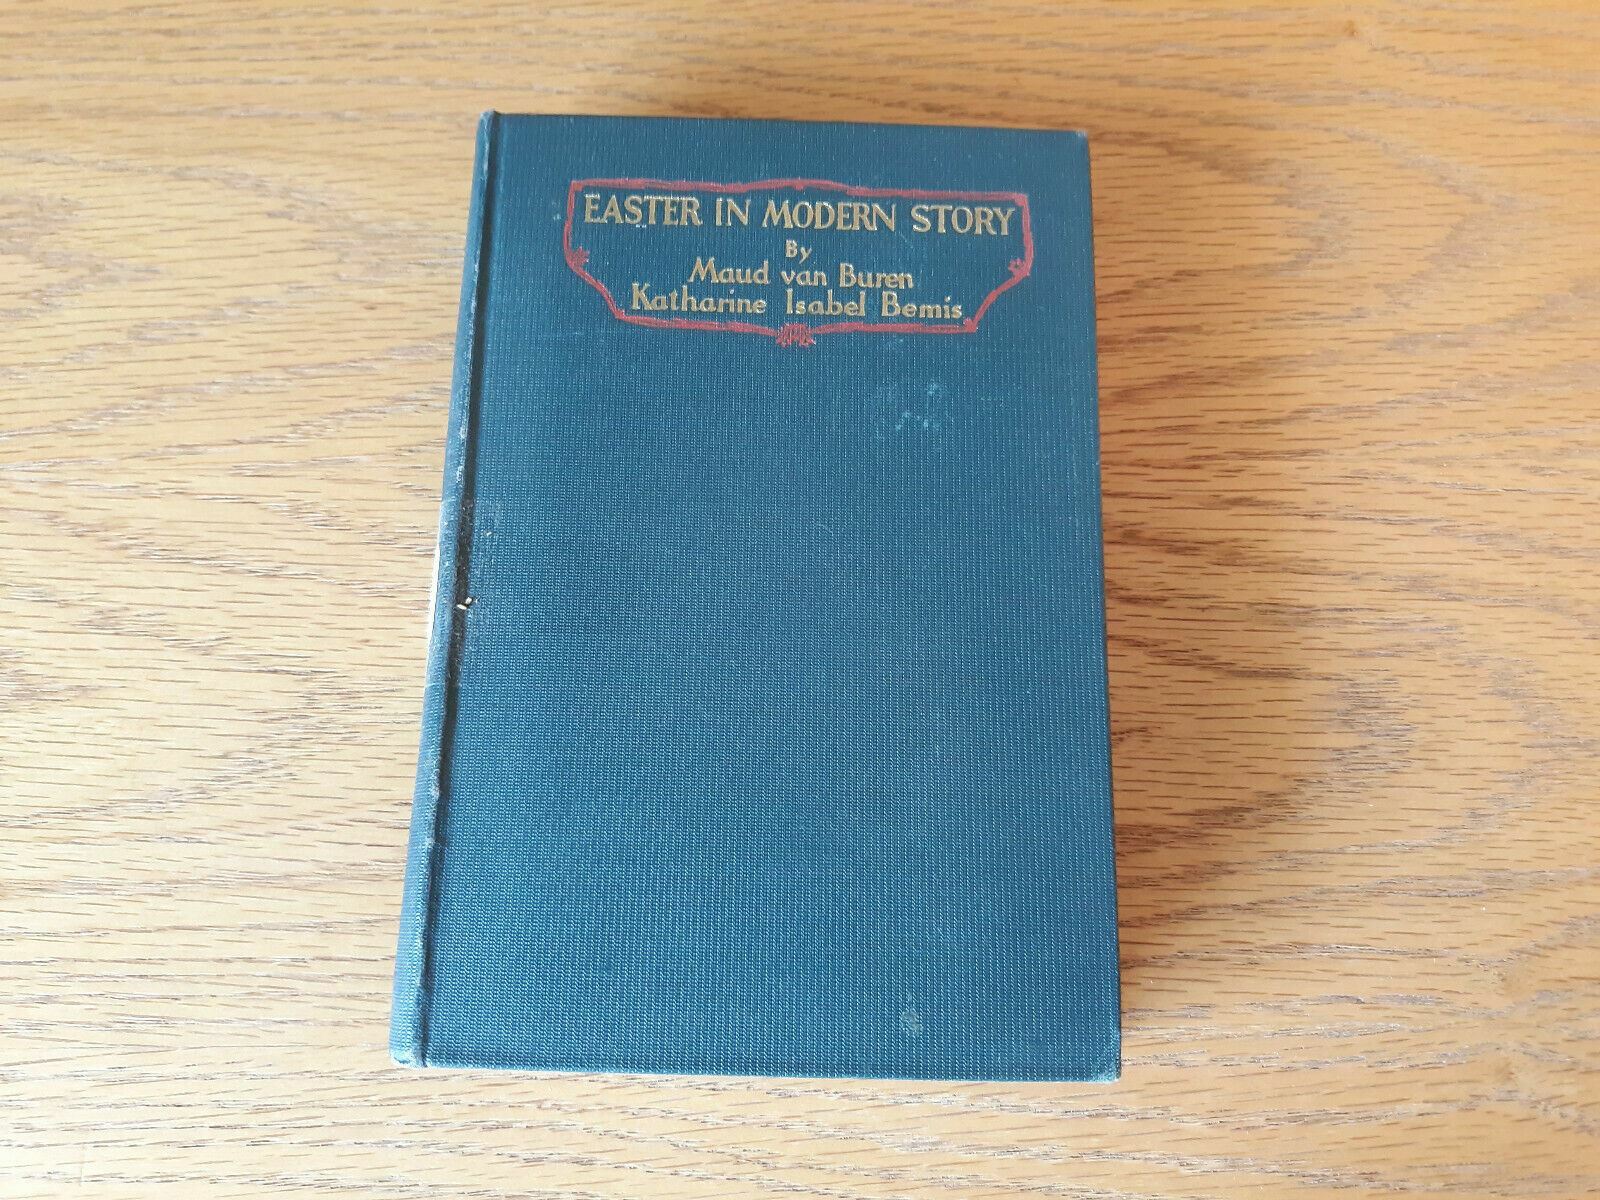 EASTER IN MODERN STORY
By
Maud van Buren
Katharine Isabel Bemis